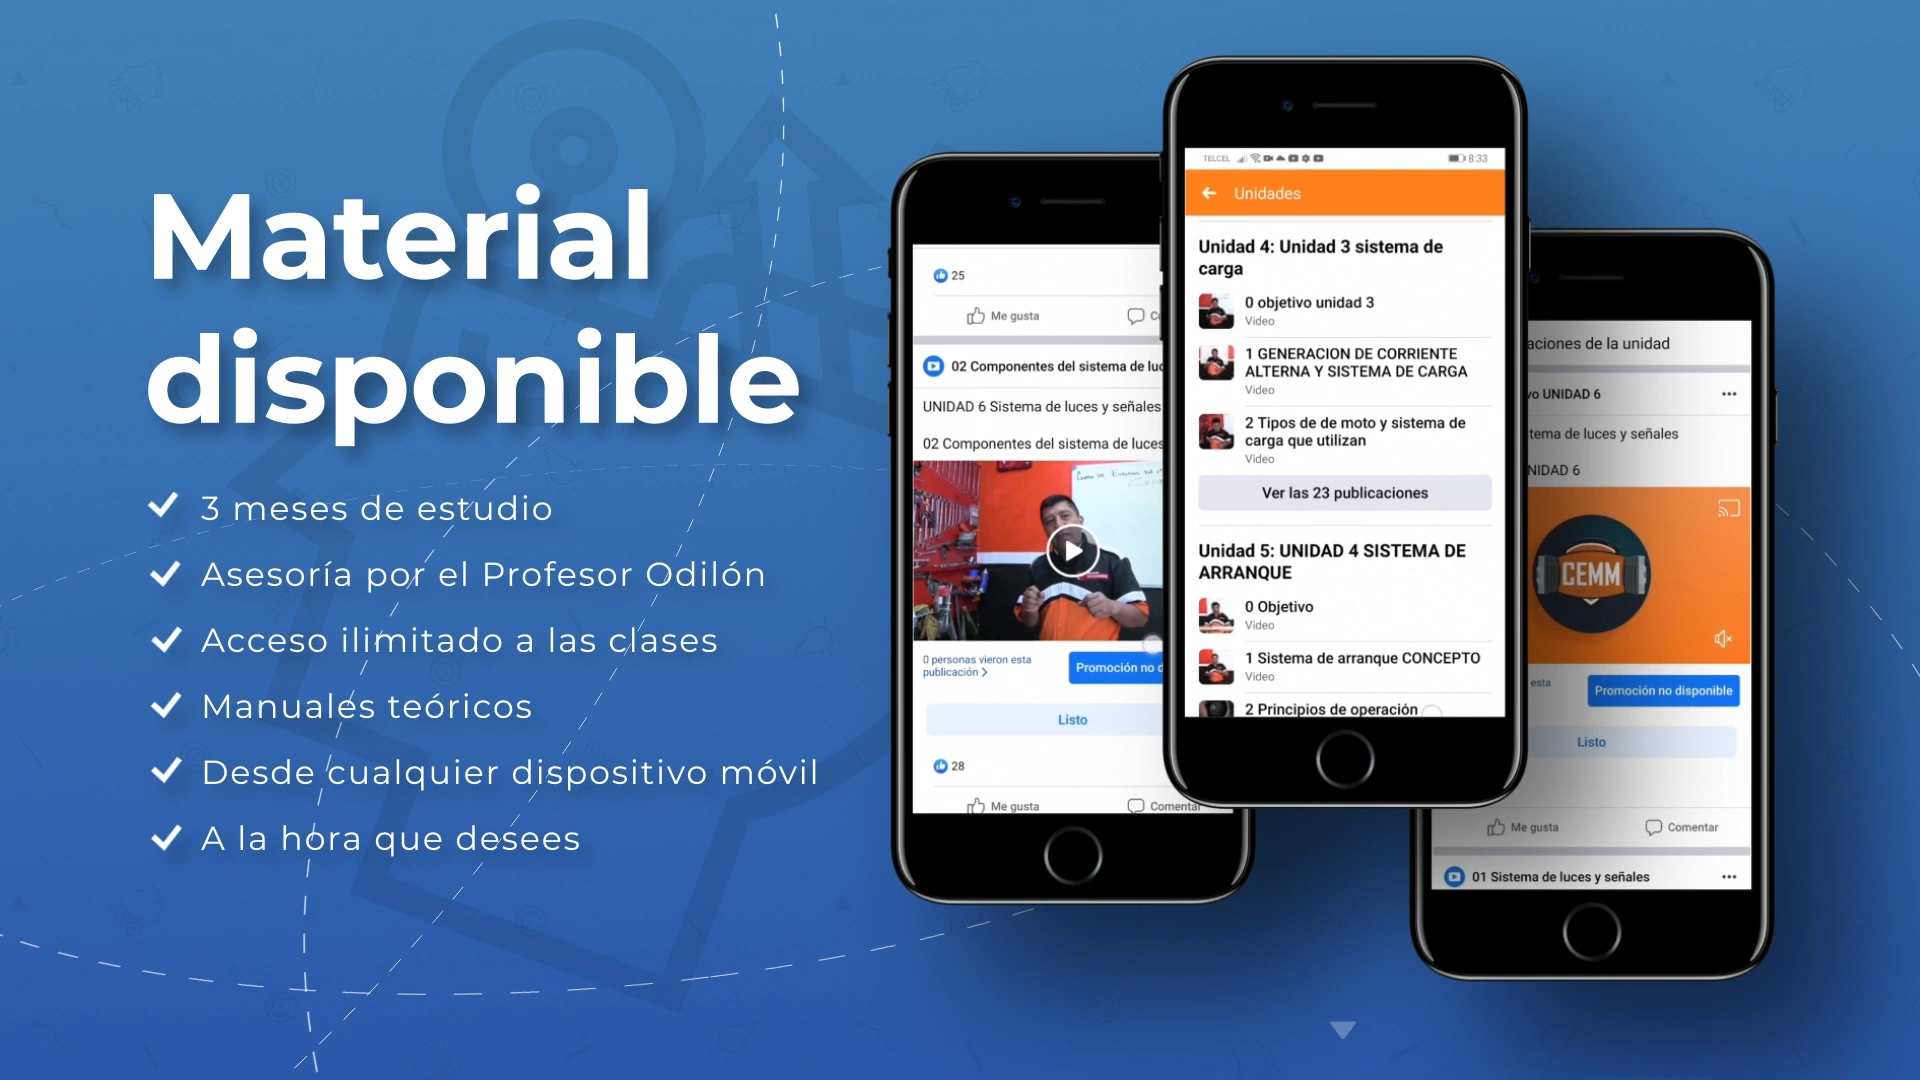 Material
disponible
3 meses de estudio
Asesoría por el Profesor Odilón
Acceso ilimitado a las clases
Manuales teóricos
Desde cualquier dispositivo móvil
A la hora que desees
25
Me gusta
02 Componentes del sistema de luc
UNIDAD 6 Sistema de luces y señales
02 Componentes del sistema de luces
0 personas vieron esta
publicación
Promoción no d
Listo
28
Me gusta
Comentar
TELCEL
8:33
Unidades
Unidad 4: Unidad 3 sistema de
carga
0 objetivo unidad 3
Video
1 GENERACION DE CORRIENTE
ALTERNA Y SISTEMA DE CARGA
Video
2 Tipos de de moto y sistema de
carga que utilizan
Video
Ver las 23 publicaciones
Unidad 5: UNIDAD 4 SISTEMA DE
ARRANQUE
0 Objetivo
Video
1 Sistema de arranque CONCEPTO
Video
2 Principios de operación
aciones de la unidad
vo UNIDAD 6
stema de luces y señales
NIDAD 6
CEMM
esta
Promoción no disponible
Listo
Me gusta
Comentar
01 Sistema de luces y señales